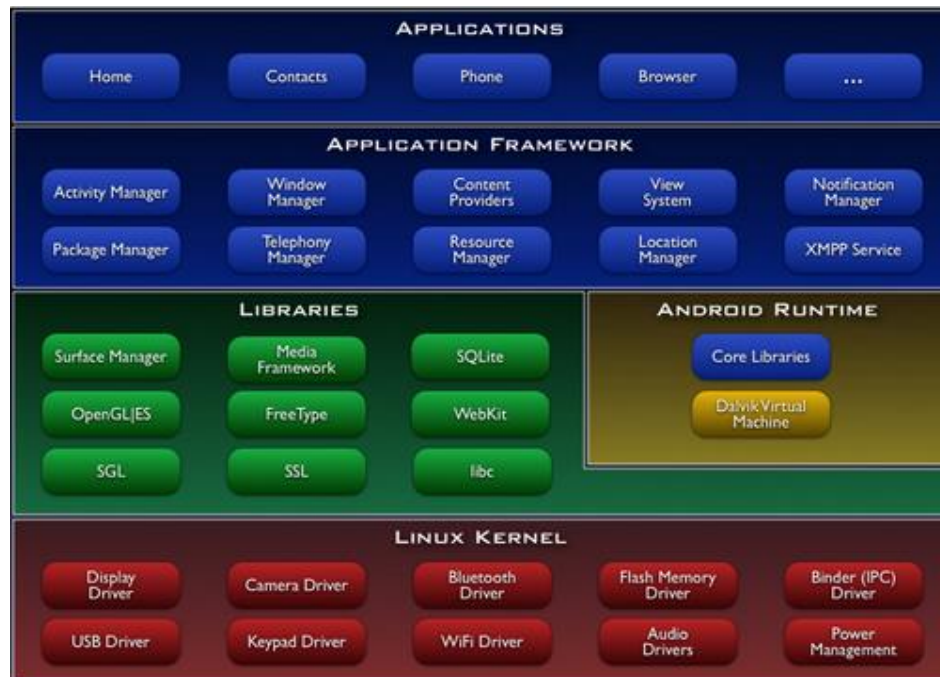 APPLICATIONS
Home
Contacts
Phone
Browser
...
APPLICATION FRAMEWORK
Activity Manager
Window
Manager
Content
Providers
View
System
Notification
Manager
Package Manager
Telephony
Manager
Resource
Manager
Location
Manager
XMPP Service
LIBRARIES
Surface Manager
Media
Framework
SQLite
OpenGL|ES
FreeType
WebKit
SGL
SSL
libc
ANDROID RUNTIME
Core Libraries
Dalvik Virtual
Machine
LINUX KERNEL
Display
Driver
Camera Driver
Bluetooth
Driver
Flash Memory
Driver
Binder (IPC)
Driver
USB Driver
Keypad Driver
WiFi Driver
Audio
Drivers
Power
Management